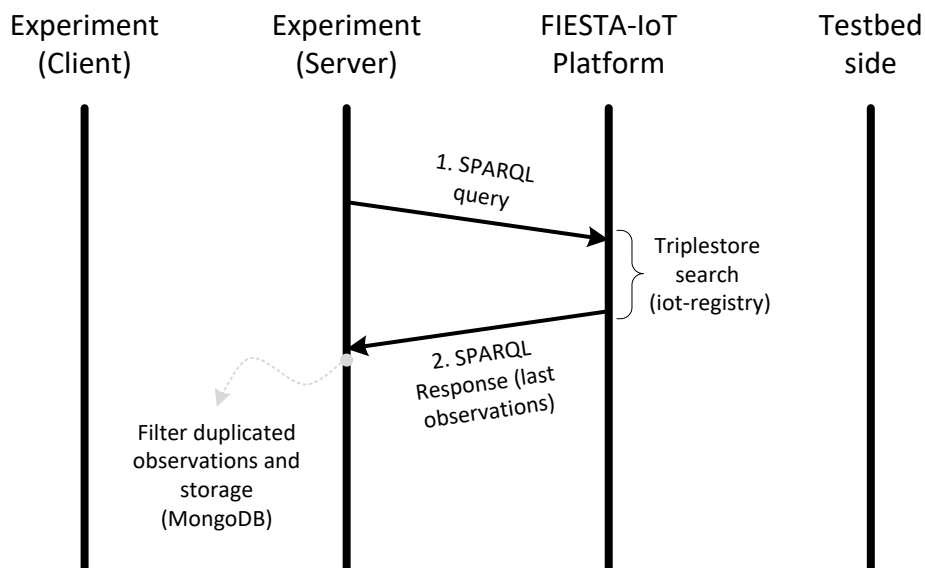 Experiment
(Client)
Experiment
(Server)
FIESTA-IoT
Platform
Testbed
side
1. SPARQL
query
Triplestore
search
(iot-registry)
2. SPARQL
Response (last
observations)
Filter duplicated
observations and
storage
(MongoDB)